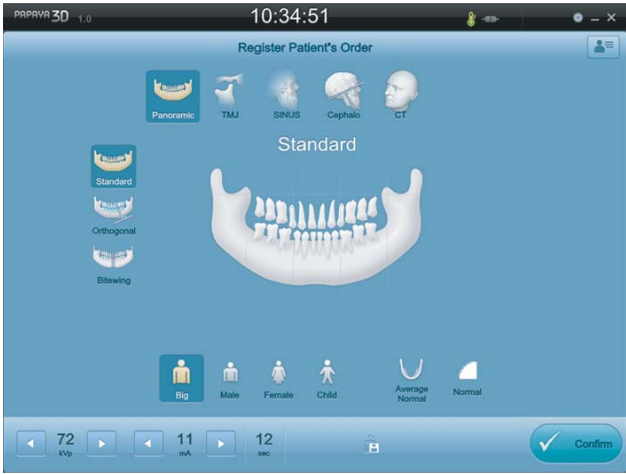 PAPAYA 3D 1.0
10:34:51
Register Patient's Order
Panoramic
TMJ
SINUS
Cephalo
CT
Standard
Standard
Orthogonal
Bitewing
Big
Male
Female
Child
Average
Normal
Normal
72
kVp
11
mA
12
sec
Confirm